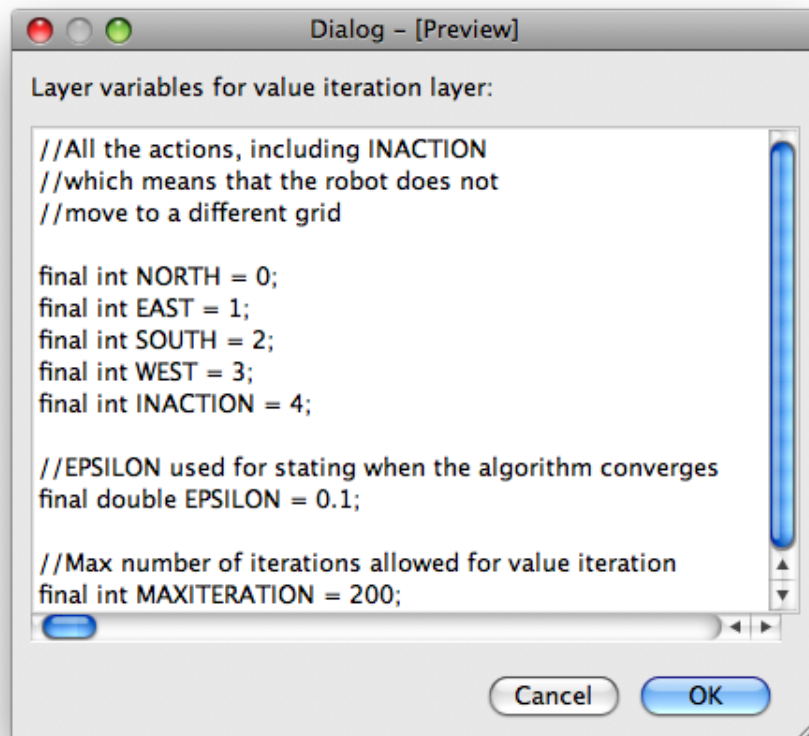 Dialog – [Preview]
Layer variables for value iteration layer:
//All the actions, including INACTION
//which means that the robot does not
//move to a different grid
final int NORTH = 0;
final int EAST = 1;
final int SOUTH = 2;
final int WEST = 3;
final int INACTION = 4;
//EPSILON used for stating when the algorithm converges
final double EPSILON = 0.1;
//Max number of iterations allowed for value iteration
final int MAXITERATION = 200;
Cancel OK